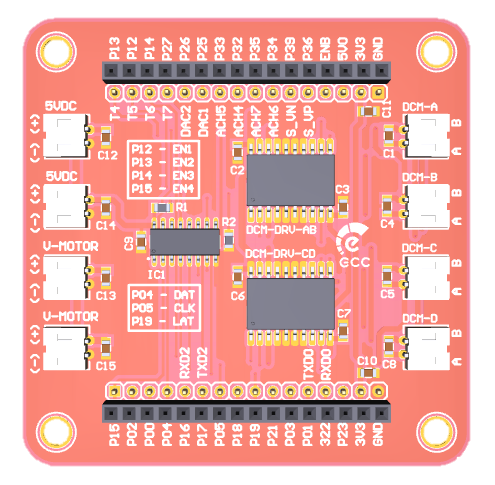 P13 P12 P14 P27 P26 P25 P33 P32 P35 P34 P39 P36 ENB 5V0 3V3 GND
T4 T5 T6 T7 DAC2 DAC1 ACH5 ACH4 ACH7 ACH6 S_VN S_VP
C11
5VDC
(+)
(-)
C12
P12 - EN1
P13 - EN2
P14 - EN3
P15 - EN4
C2
DCM-A
B
A
C1
5VDC
(+)
(-)
C14
R1
R2
C9
IC1
C3
DCM-DRV-AB
DCM-B
B
A
C4
GCC
V-MOTOR
(+)
(-)
C13
P04 - DAT
P05 - CLK
P19 - LAT
DCM-DRV-CD
C6
C7
DCM-C
B
A
C5
V-MOTOR
(+)
(-)
C15
DCM-D
B
A
C8
C10
RXD2 TXD2 TXD0 RXD0
P15 P02 P00 P04 P16 P17 P05 P18 P19 P21 P03 P01 322 P23 3V3 GND